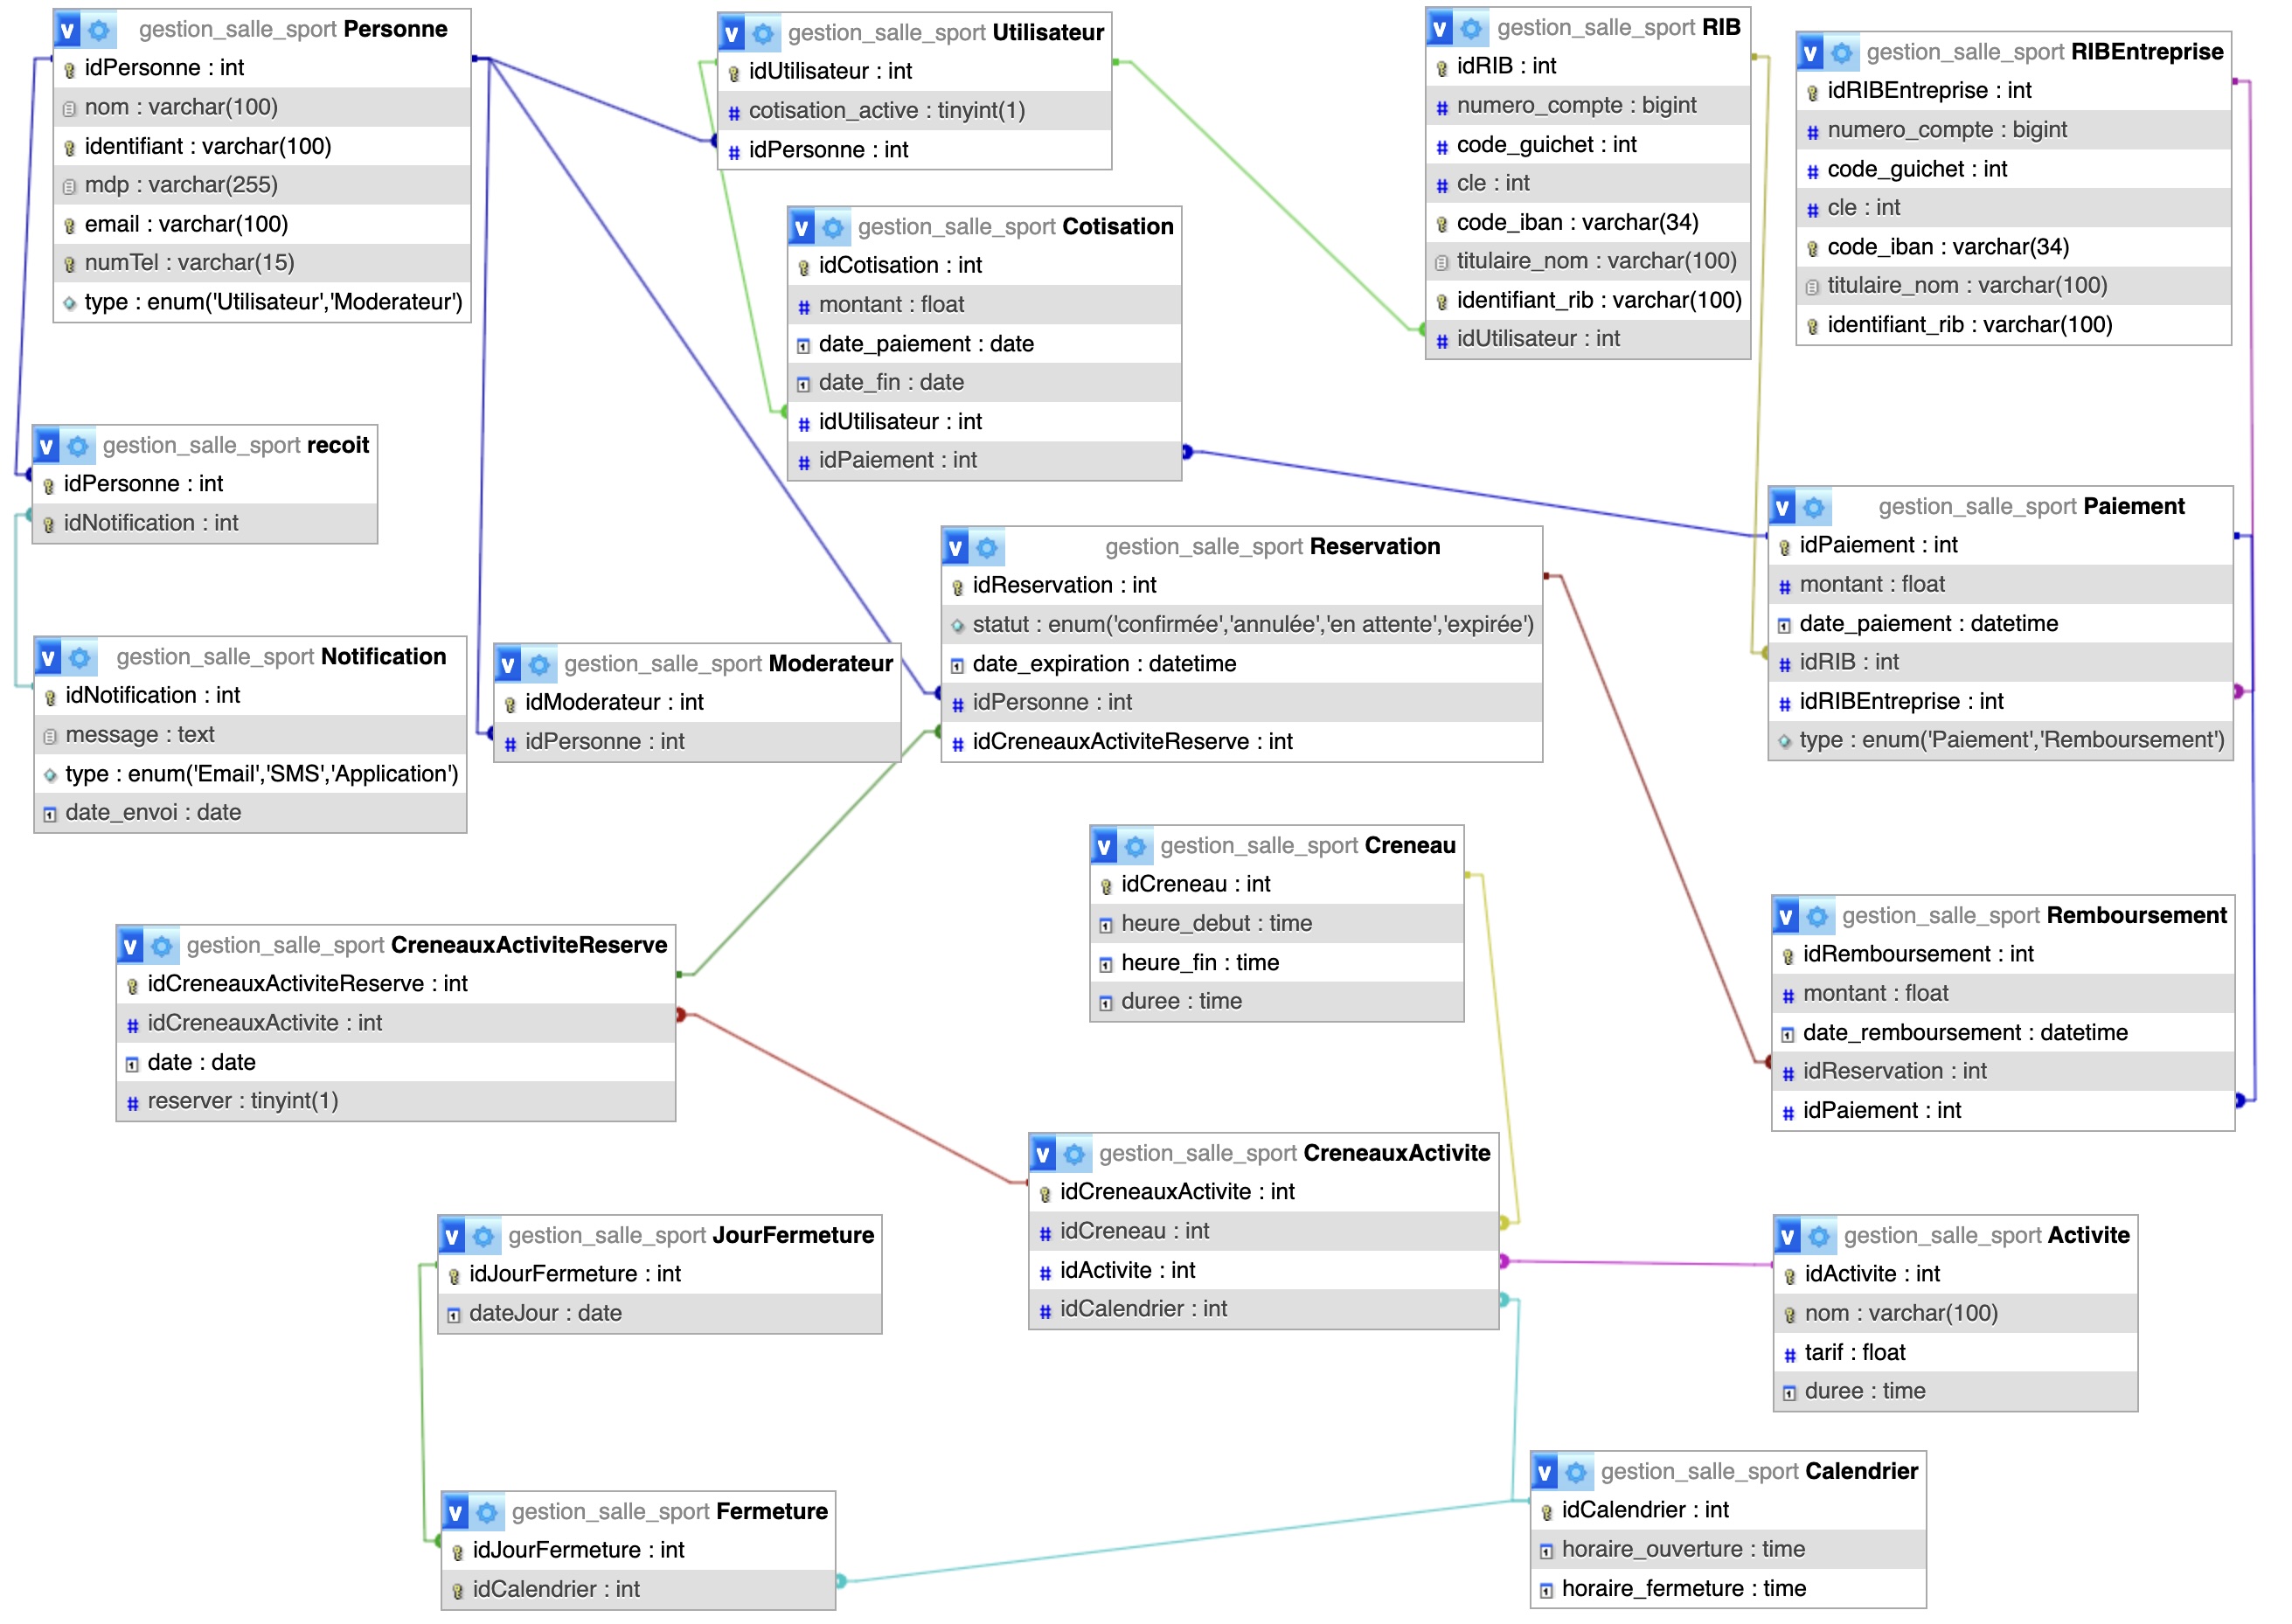 gestion_salle_sport Personne
idPersonne : int
nom : varchar(100)
identifiant : varchar(100)
mdp : varchar(255)
email : varchar(100)
numTel : varchar(15)
type : enum('Utilisateur','Moderateur')
gestion_salle_sport Utilisateur
idUtilisateur : int
cotisation_active : tinyint(1)
idPersonne : int
gestion_salle_sport RIB
idRIB : int
numero_compte : bigint
code_guichet : int
cle : int
code_iban : varchar(34)
titulaire_nom : varchar(100)
identifiant_rib : varchar(100)
idUtilisateur : int
gestion_salle_sport RIBEntreprise
idRIBEntreprise : int
numero_compte : bigint
code_guichet : int
cle : int
code_iban : varchar(34)
titulaire_nom : varchar(100)
identifiant_rib : varchar(100)
gestion_salle_sport Cotisation
idCotisation : int
montant : float
date_paiement : date
date_fin : date
idUtilisateur : int
idPaiement : int
gestion_salle_sport recoit
idPersonne : int
idNotification : int
gestion_salle_sport Paiement
idPaiement : int
montant : float
date_paiement : datetime
idRIB : int
idRIBEntreprise : int
type : enum('Paiement','Remboursement')
gestion_salle_sport Reservation
idReservation : int
statut : enum('confirmée','annulée','en attente','expirée')
date_expiration : datetime
idPersonne : int
idCreneauxActiviteReserve : int
gestion_salle_sport Notification
idNotification : int
message : text
type : enum('Email','SMS','Application')
date_envoi : date
gestion_salle_sport Moderateur
idModerateur : int
idPersonne : int
gestion_salle_sport Creneau
idCreneau : int
heure_debut : time
heure_fin : time
duree : time
gestion_salle_sport Remboursement
idRemboursement : int
montant : float
date_remboursement : datetime
idReservation : int
idPaiement : int
gestion_salle_sport CreneauxActiviteReserve
idCreneauxActiviteReserve : int
idCreneauxActivite : int
date : date
reserver : tinyint(1)
gestion_salle_sport CreneauxActivite
idCreneauxActivite : int
idCreneau : int
idActivite : int
idCalendrier : int
gestion_salle_sport JourFermeture
idJourFermeture : int
dateJour : date
gestion_salle_sport Activite
idActivite : int
nom : varchar(100)
tarif : float
duree : time
gestion_salle_sport Calendrier
idCalendrier : int
horaire_ouverture : time
horaire_fermeture : time
gestion_salle_sport Fermeture
idJourFermeture : int
idCalendrier : int